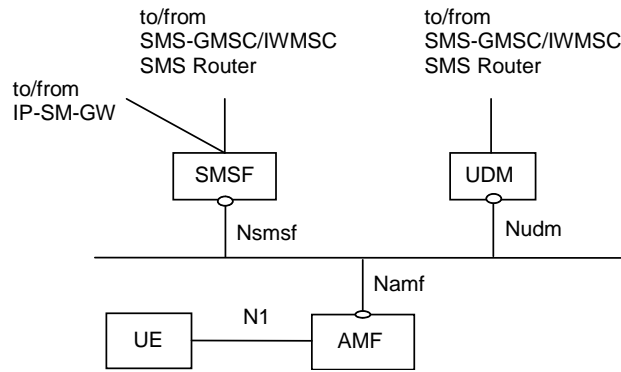 to/from
SMS-GMSC/IWMSC
SMS Router
to/from
SMS-GMSC/IWMSC
SMS Router
to/from
IP-SM-GW
SMSF
UDM
Nsmsf
Nudm
Namf
N1
UE
AMF